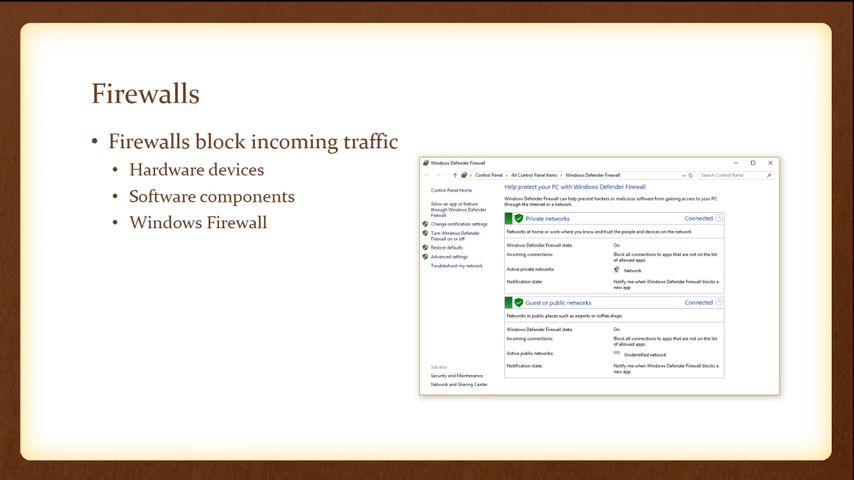 Firewalls
• Firewalls block incoming traffic
• Hardware devices
• Software components
• Windows Firewall
Windows Defender Firewall
Control Panel > All Control Panel Items > Windows Defender Firewall
Search Control Panel
Control Panel Home
Allow an app or feature
through Windows Defender
Firewall
Change notification settings
Turn Windows Defender
Firewall on or off
Restore defaults
Advanced settings
Troubleshoot my network
See also
Security and Maintenance
Network and Sharing Center
Help protect your PC with Windows Defender Firewall
Windows Defender Firewall can help prevent hackers or malicious software from gaining access to your PC
through the Internet or a network.
Private networks Connected
Networks at home or work where you know and trust the people and devices on the network
Windows Defender Firewall state: On
Incoming connections: Block all connections to apps that are not on the list
of allowed apps
Active private networks: Network
Notification state: Notify me when Windows Defender Firewall blocks a
new app
Guest or public networks Connected
Networks in public places such as airports or coffee shops
Windows Defender Firewall state: On
Incoming connections: Block all connections to apps that are not on the list
of allowed apps
Active public networks: Unidentified network
Notification state: Notify me when Windows Defender Firewall blocks a
new app